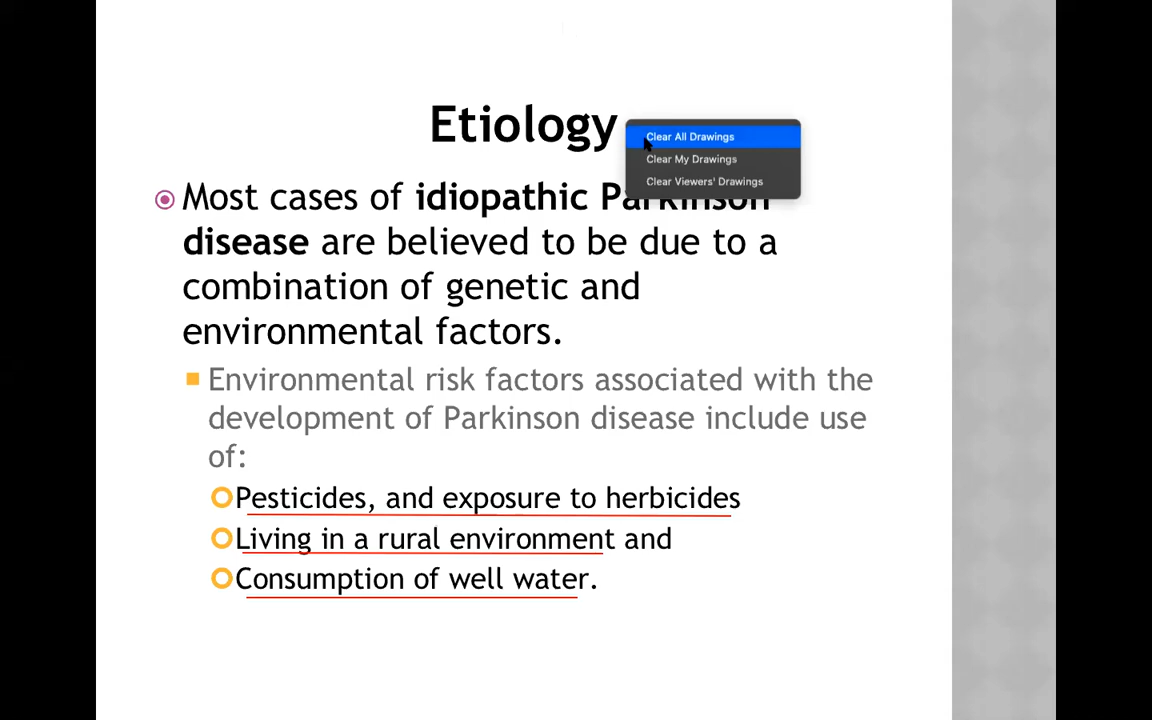 Etiology
Clear All Drawings
Clear My Drawings
Clear Viewers' Drawings
Most cases of idiopathic Parkinson
disease are believed to be due to a
combination of genetic and
environmental factors.
Environmental risk factors associated with the
development of Parkinson disease include use
of:
Pesticides, and exposure to herbicides
Living in a rural environment and
Consumption of well water.